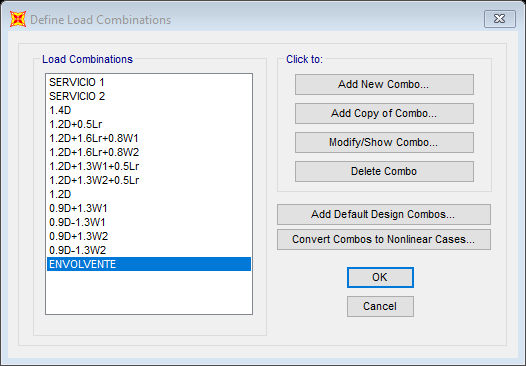 Define Load Combinations
Load Combinations
SERVICIO 1
SERVICIO 2
1.4D
1.2D+0.5Lr
1.2D+1.6Lr+0.8W1
1.2D+1.6Lr+0.8W2
1.2D+1.3W1+0.5Lr
1.2D+1.3W2+0.5Lr
1.2D
0.9D+1.3W1
0.9D-1.3W1
0.9D+1.3W2
0.9D-1.3W2
ENVOLVENTE
Click to:
Add New Combo...
Add Copy of Combo...
Modify/Show Combo...
Delete Combo
Add Default Design Combos...
Convert Combos to Nonlinear Cases...
OK
Cancel